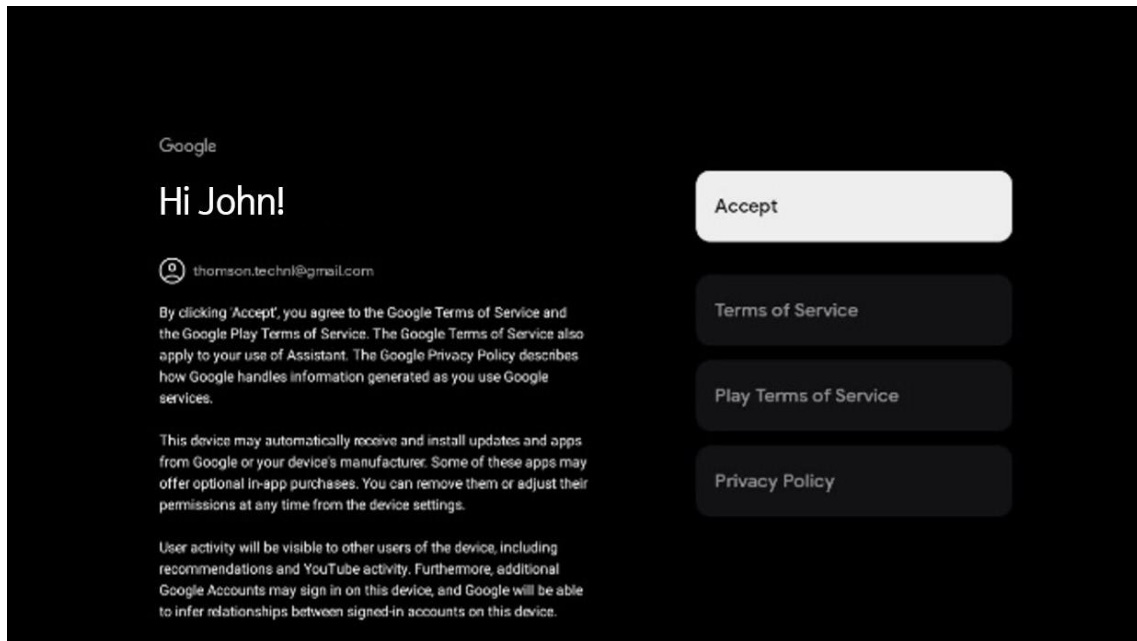 Google
Hi John!
thomson.technl@gmail.com
By clicking 'Accept', you agree to the Google Terms of Service and
the Google Play Terms of Service. The Google Terms of Service also
apply to your use of Assistant. The Google Privacy Policy describes
how Google handles information generated as you use Google
services.
This device may automatically receive and install updates and apps
from Google or your device's manufacturer. Some of these apps may
offer optional in-app purchases. You can remove them or adjust their
permissions at any time from the device settings.
User activity will be visible to other users of the device, including
recommendations and YouTube activity. Furthermore, additional
Google Accounts may sign in on this device, and Google will be able
to infer relationships between signed-in accounts on this device.
Accept
Terms of Service
Play Terms of Service
Privacy Policy